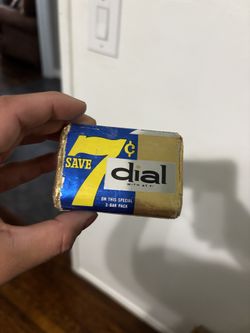 SAVE 7¢
dial
ON THIS SPECIAL
2-BAR PACK